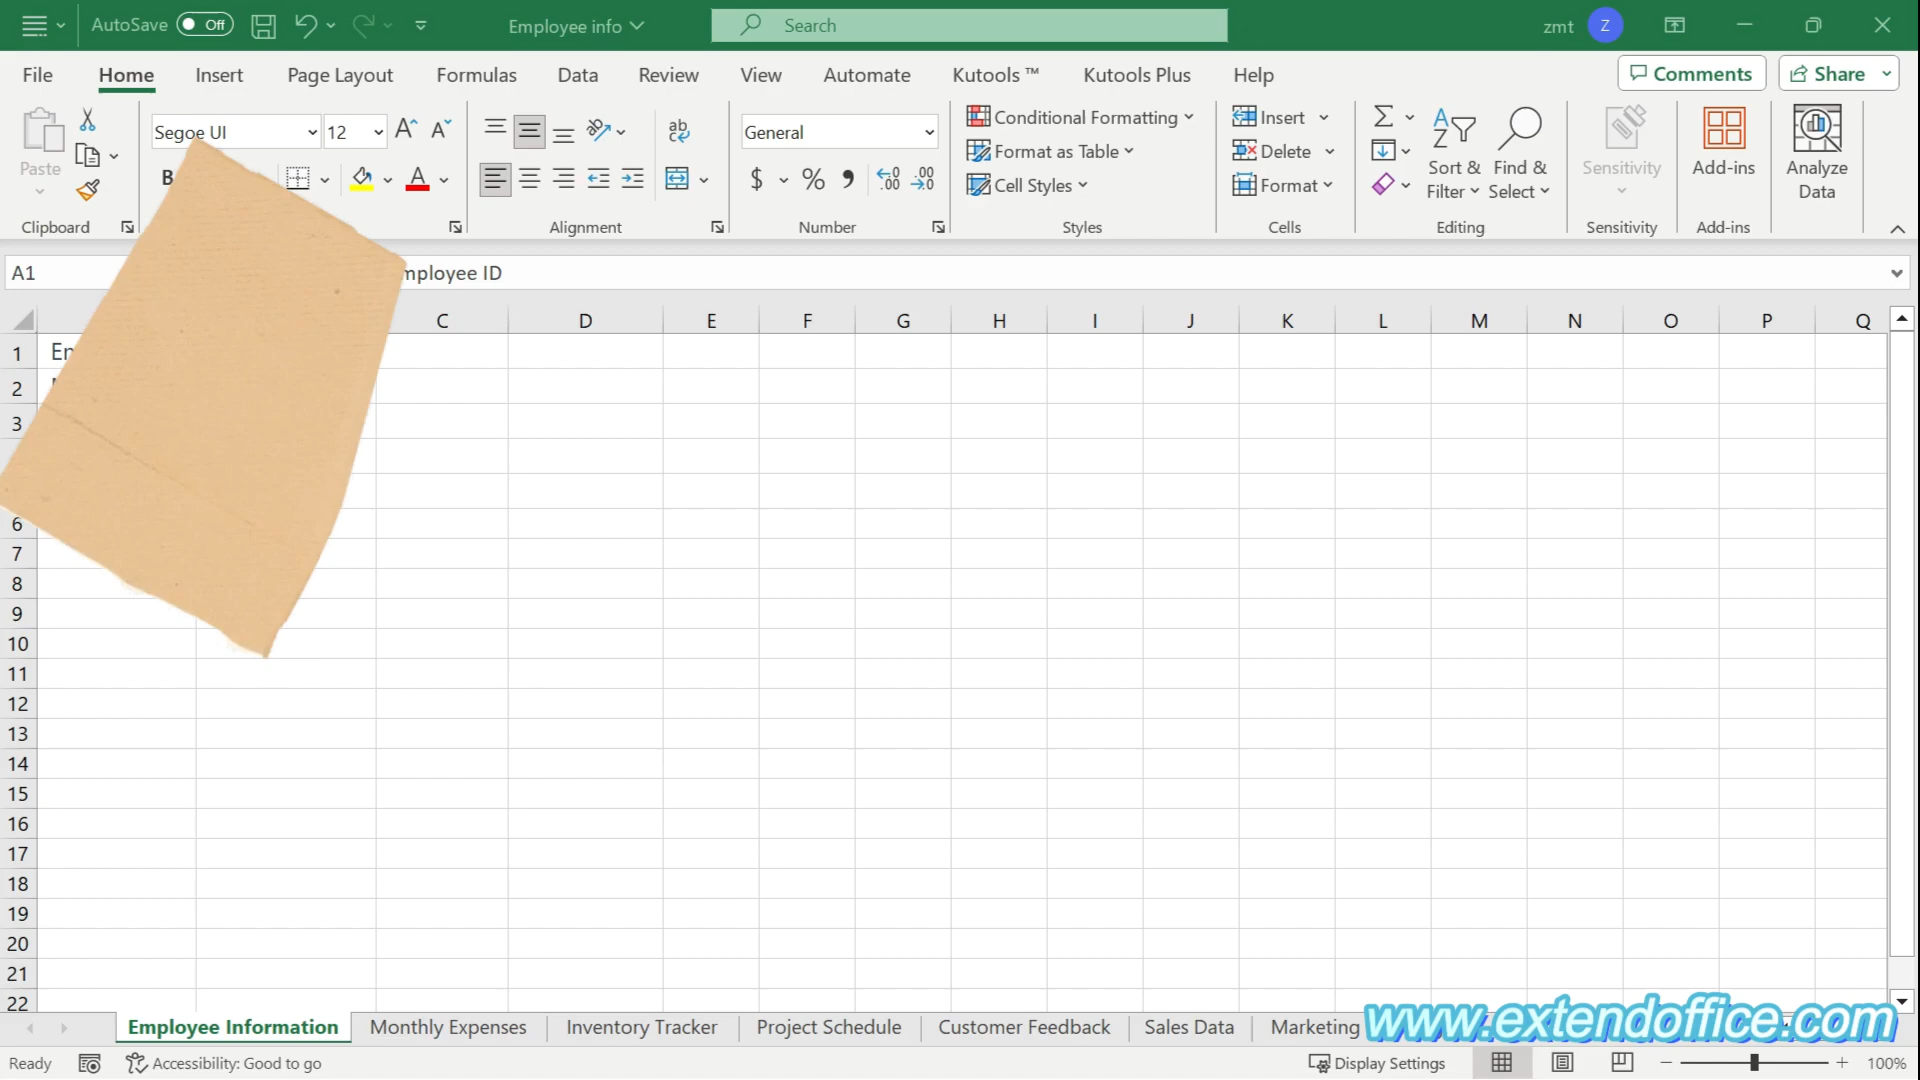 AutoSave Off Employee info Search zmt Z
File Home Insert Page Layout Formulas Data Review View Automate Kutools ™ Kutools Plus Help Comments Share
Paste Segoe UI 12 General Conditional Formatting Insert Sort & Filter Find & Select Sensitivity Add-ins Analyze Data
B Format as Table Delete
Cell Styles Format
Clipboard Alignment Number Styles Cells Editing Sensitivity Add-ins
A1 mployee ID
C D E F G H I J K L M N O P Q
1 Em
2
3
6
7
8
9
10
11
12
13
14
15
16
17
18
19
20
21
22
Employee Information Monthly Expenses Inventory Tracker Project Schedule Customer Feedback Sales Data Marketing www.extendoffice.com
Ready Accessibility: Good to go Display Settings 100%